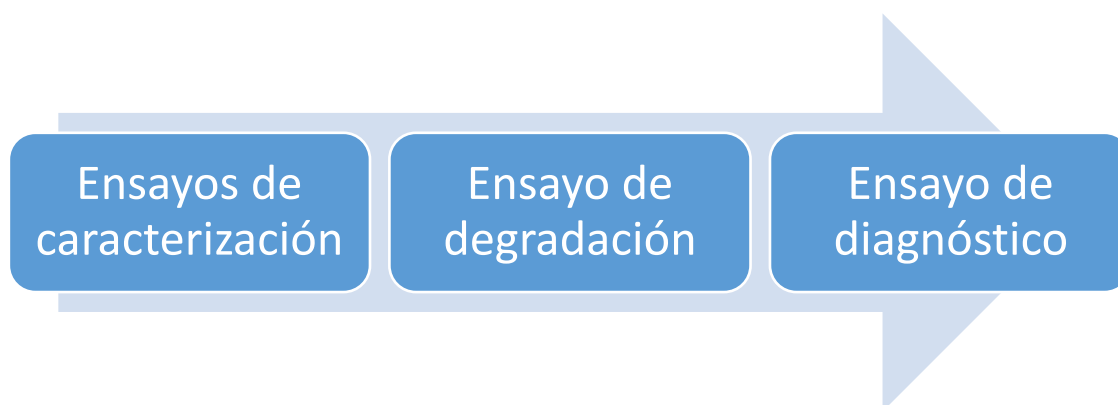 Ensayos de
caracterización
Ensayo de
degradación
Ensayo de
diagnóstico